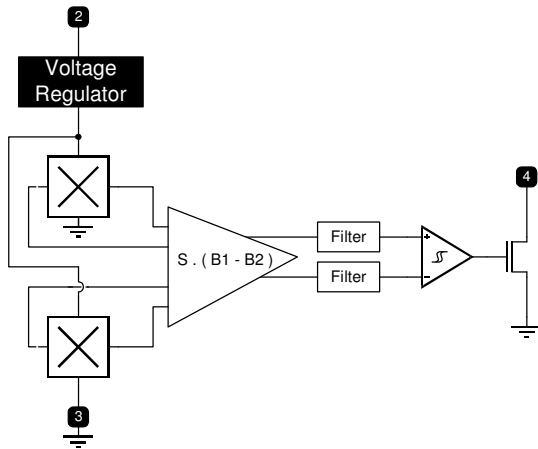 2
Voltage
Regulator
4
S . ( B1 - B2 )
Filter
+
Filter
-
3